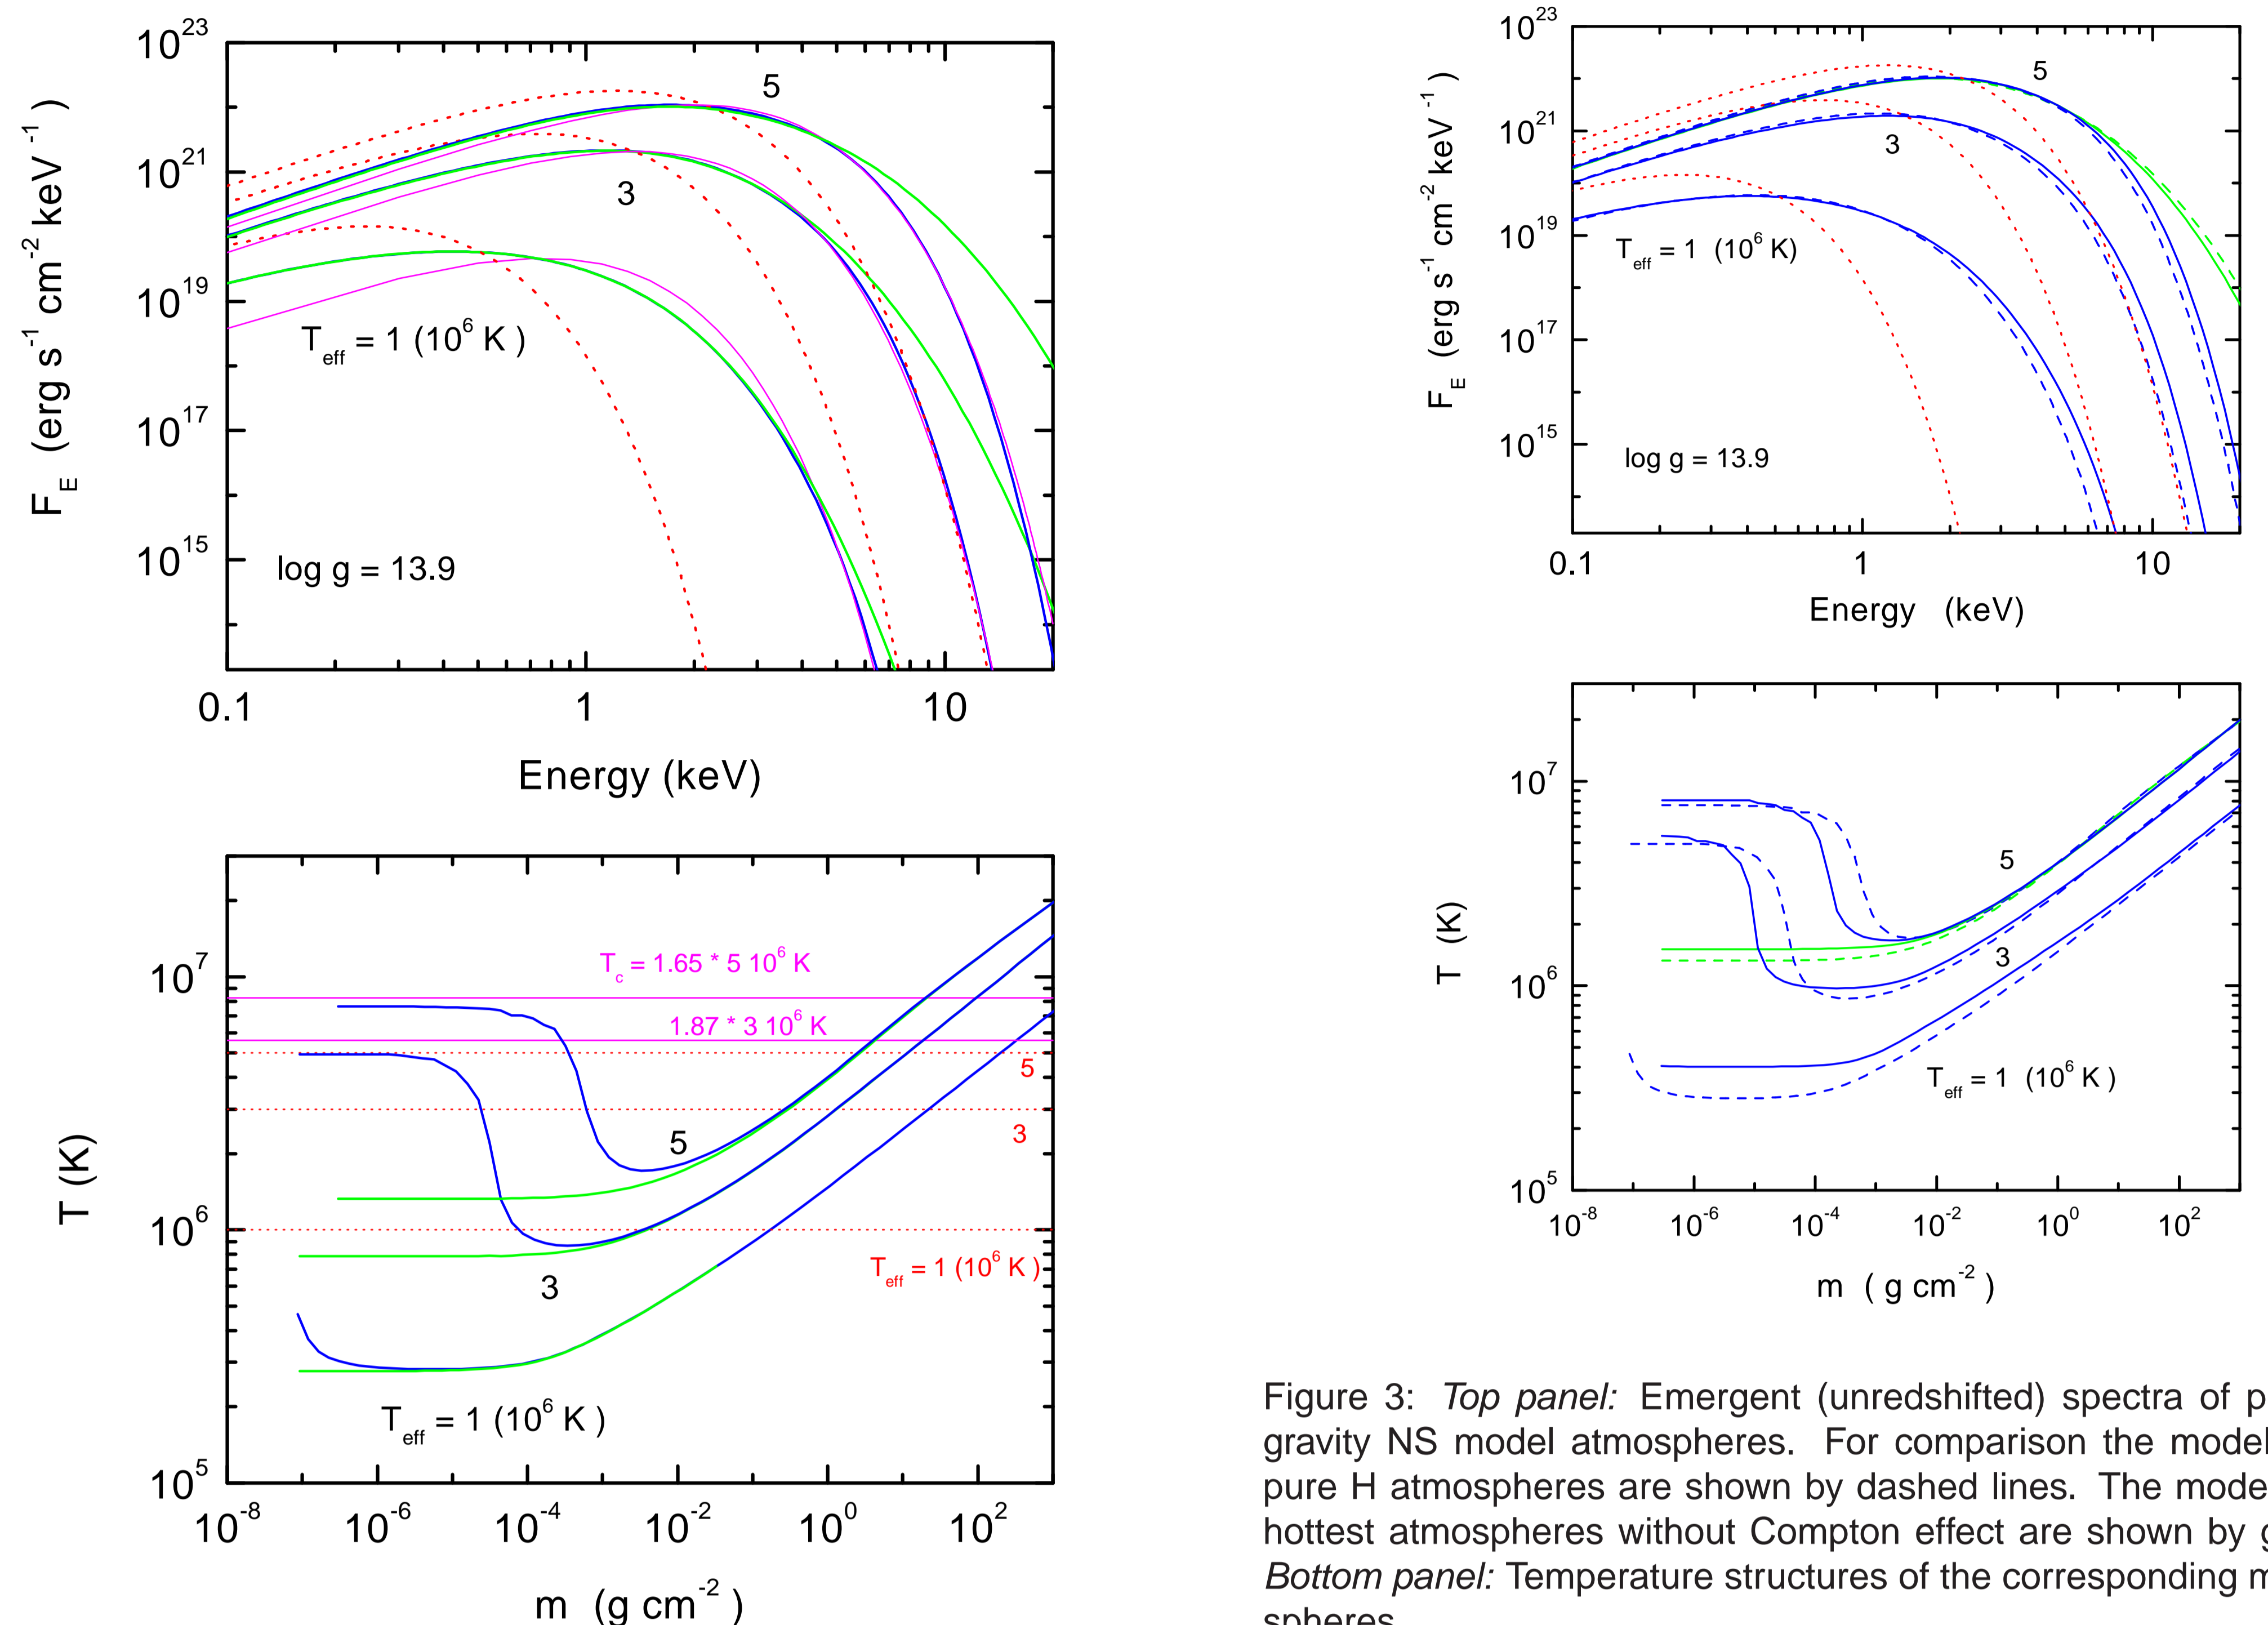 10^23
10^21
10^19
10^17
10^15
F_E (erg s^-1 cm^-2 keV^-1)
5
3
T_eff = 1 (10^6 K)
log g = 13.9
0.1 1 10
Energy (keV)
10^7
10^6
10^5
T (K)
T_c = 1.65 * 5 10^6 K
1.87 * 3 10^6 K
5
3
T_eff = 1 (10^6 K)
5
3
T_eff = 1 (10^6 K)
10^-8 10^-6 10^-4 10^-2 10^0 10^2
m (g cm^-2)
10^23
10^21
10^19
10^17
10^15
F_E (erg s^-1 cm^-2 keV^-1)
5
3
T_eff = 1 (10^6 K)
log g = 13.9
0.1 1 10
Energy (keV)
10^7
10^6
10^5
T (K)
5
3
T_eff = 1 (10^6 K)
10^-8 10^-6 10^-4 10^-2 10^0 10^2
m (g cm^-2)
Figure 3: Top panel: Emergent (unredshifted) spectra of
gravity NS model atmospheres. For comparison the model
pure H atmospheres are shown by dashed lines. The
hottest atmospheres without Compton effect are shown by
Bottom panel: Temperature structures of the corresponding
spheres